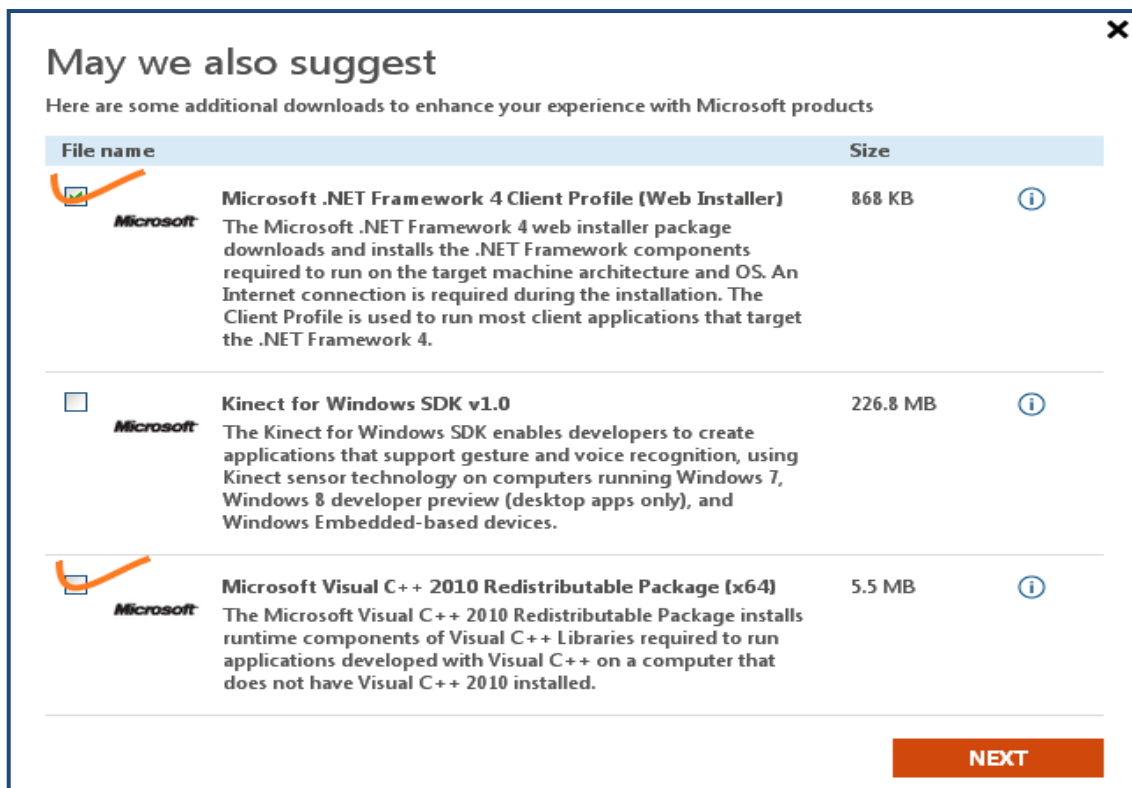 May we also suggest
Here are some additional downloads to enhance your experience with Microsoft products
File name Size
Microsoft .NET Framework 4 Client Profile (Web Installer) 868 KB
Microsoft
The Microsoft .NET Framework 4 web installer package
downloads and installs the .NET Framework components
required to run on the target machine architecture and OS. An
Internet connection is required during the installation. The
Client Profile is used to run most client applications that target
the .NET Framework 4.
Kinect for Windows SDK v1.0 226.8 MB
Microsoft
The Kinect for Windows SDK enables developers to create
applications that support gesture and voice recognition, using
Kinect sensor technology on computers running Windows 7,
Windows 8 developer preview (desktop apps only), and
Windows Embedded-based devices.
Microsoft Visual C++ 2010 Redistributable Package (x64) 5.5 MB
Microsoft
The Microsoft Visual C++ 2010 Redistributable Package installs
runtime components of Visual C++ Libraries required to run
applications developed with Visual C++ on a computer that
does not have Visual C++ 2010 installed.
NEXT